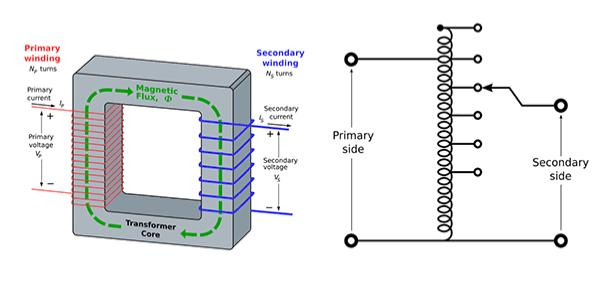 Primary
winding
Nₚ turns
Secondary
winding
Nₛ turns
Magnetic
Flux, Φ
Primary
current
Iₚ
+
Primary
voltage
Vₚ
−
Iₛ
Secondary
current
+
Secondary
voltage
Vₛ
−
Transformer
Core
Primary
side
Secondary
side